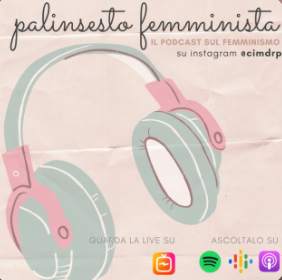 palinsesto femminista
IL PODCAST SUL FEMMINISMO
su instagram @cimdrp
GUARDA LA LIVE SU
ASCOLTALO SU